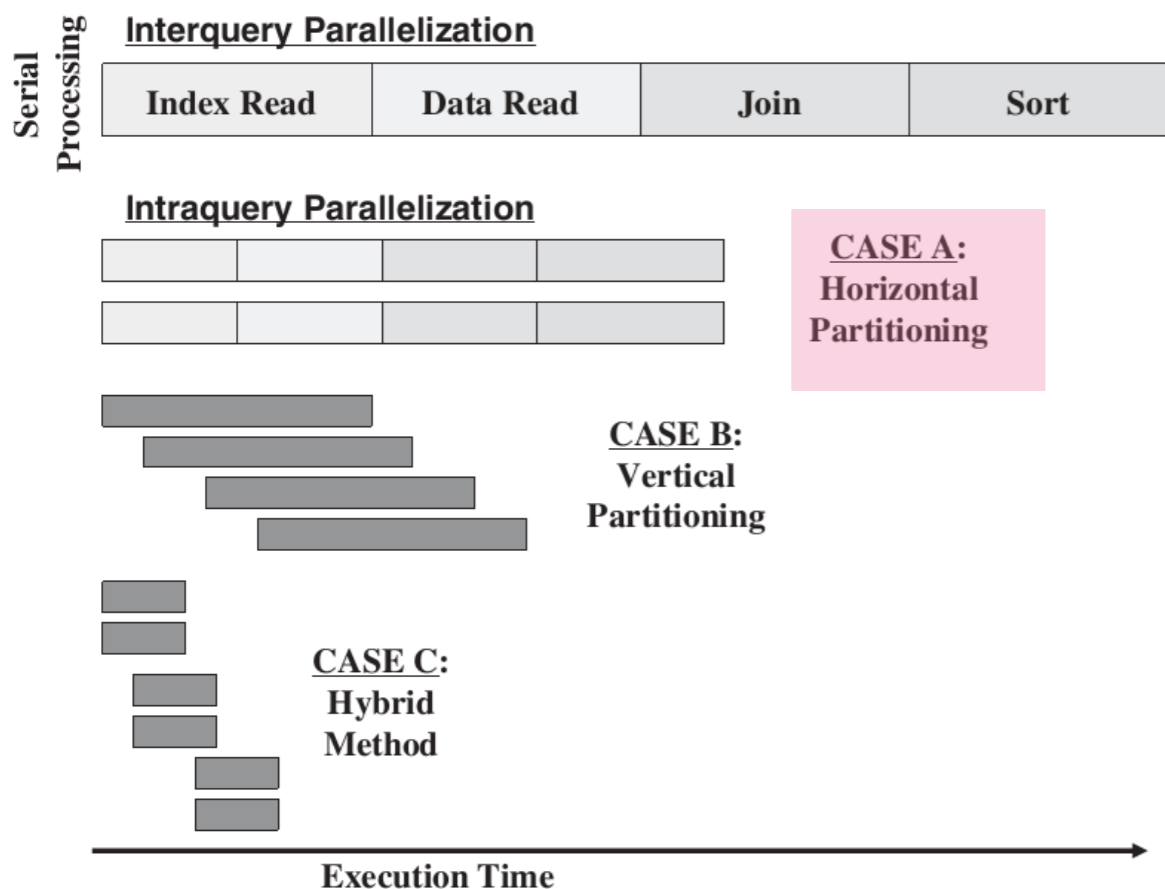 Serial
Processing
Interquery Parallelization
Index Read
Data Read
Join
Sort
Intraquery Parallelization
CASE A:
Horizontal
Partitioning
CASE B:
Vertical
Partitioning
CASE C:
Hybrid
Method
Execution Time